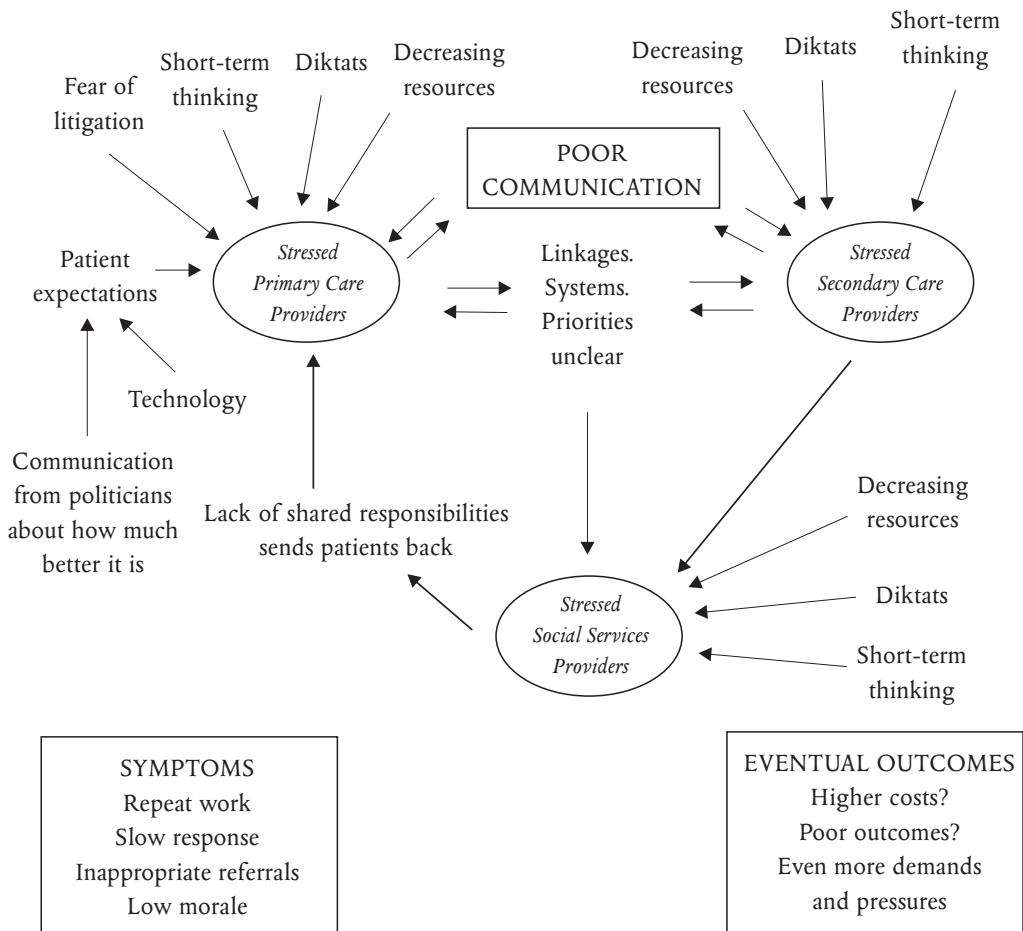 Fear of
litigation
Short-term
thinking
Diktats
Decreasing
resources
Decreasing
resources
Diktats
Short-term
thinking
POOR
COMMUNICATION
Patient
expectations
Stressed
Primary Care
Providers
Linkages.
Systems.
Priorities
unclear
Stressed
Secondary Care
Providers
Technology
Communication
from politicians
about how much
better it is
Lack of shared responsibilities
sends patients back
Stressed
Social Services
Providers
Decreasing
resources
Diktats
Short-term
thinking
SYMPTOMS
Repeat work
Slow response
Inappropriate referrals
Low morale
EVENTUAL OUTCOMES
Higher costs?
Poor outcomes?
Even more demands
and pressures